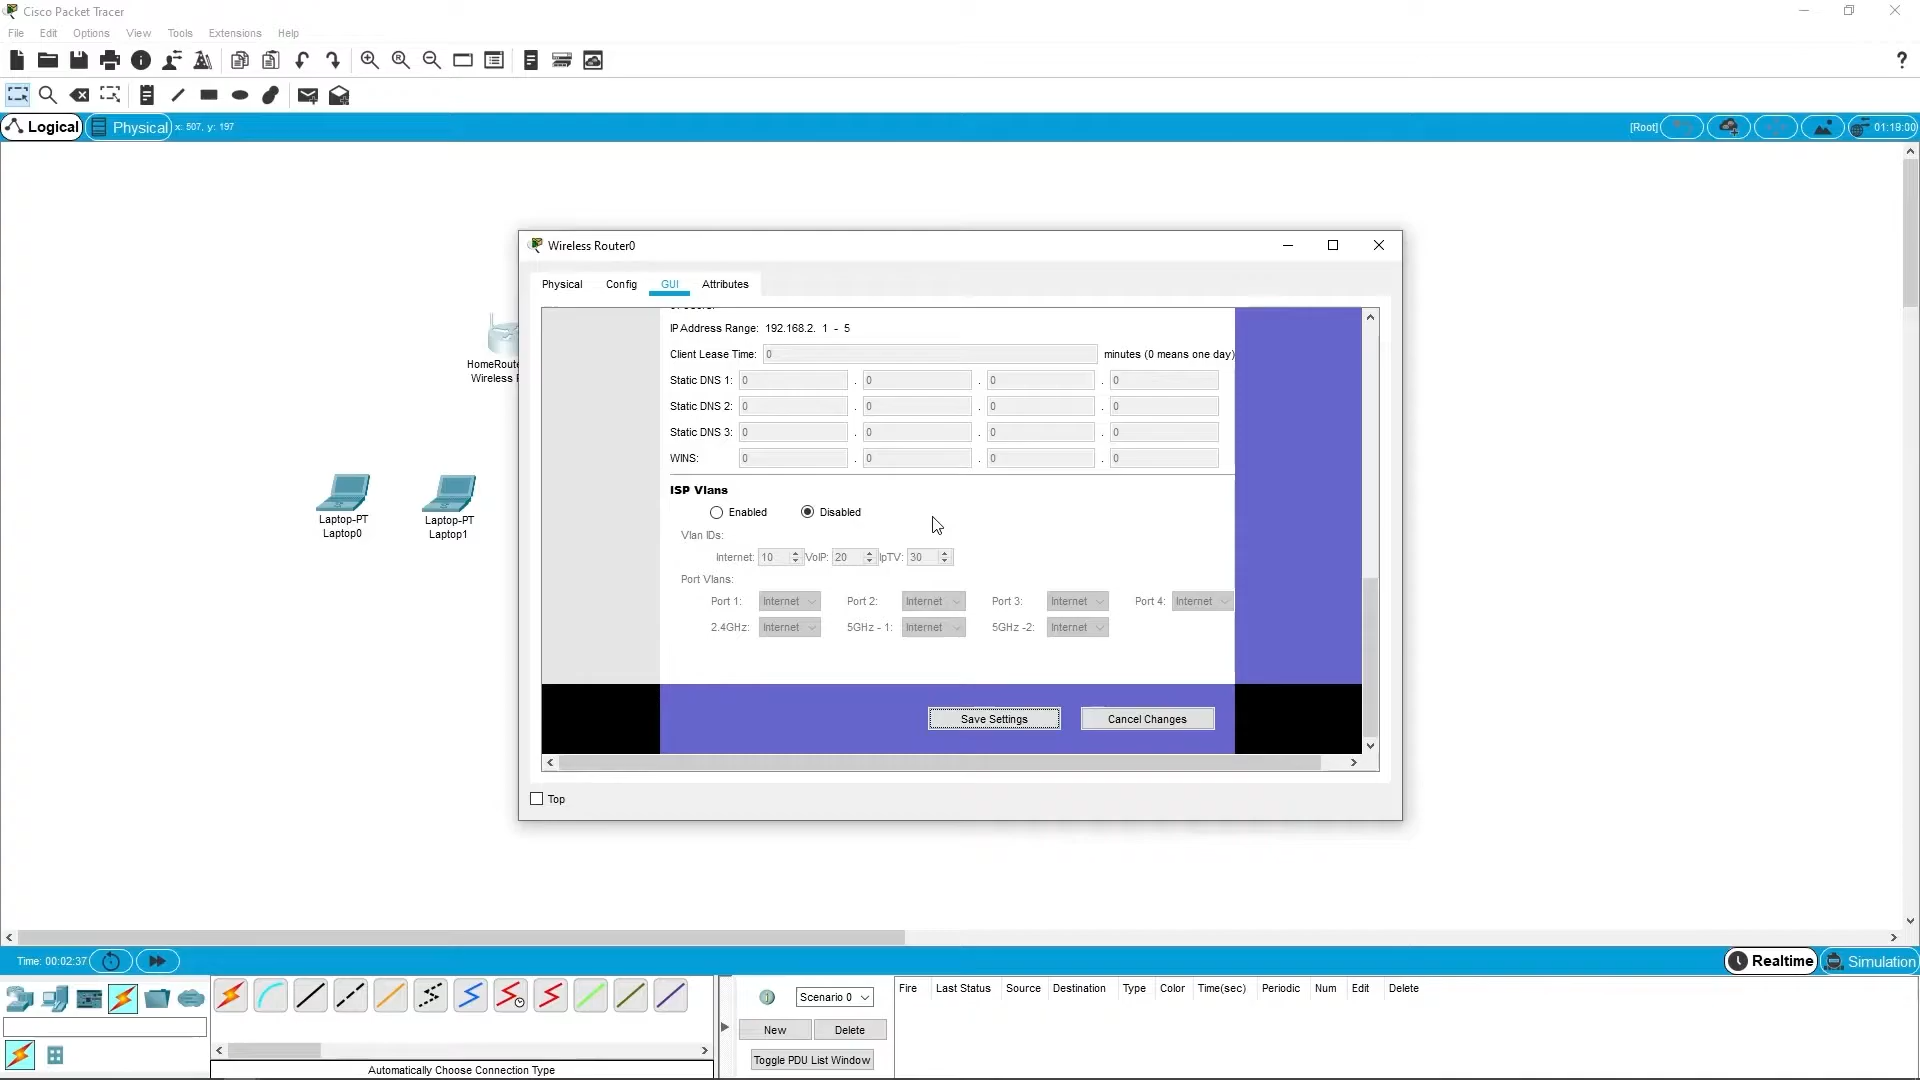 Cisco Packet Tracer
File Edit Options View Tools Extensions Help
?
Logical Physical x: 507, y: 197 [Root] 01:19:00
Wireless Router0
Physical Config GUI Attributes
IP Address Range: 192.168.2. 1 - 5
Client Lease Time: 0 minutes (0 means one day)
Static DNS 1: 0 . 0 . 0 . 0
Static DNS 2: 0 . 0 . 0 . 0
Static DNS 3: 0 . 0 . 0 . 0
WINS: 0 . 0 . 0 . 0
ISP Vlans
Enabled Disabled
Vlan IDs:
Internet: 10 VoIP: 20 IpTV: 30
Port Vlans:
Port 1: Internet Port 2: Internet Port 3: Internet Port 4: Internet
2.4GHz: Internet 5GHz - 1: Internet 5GHz -2: Internet
Save Settings Cancel Changes
Top
HomeRoute
Wireless
Laptop-PT
Laptop0
Laptop-PT
Laptop1
Time: 00:02:37 Realtime Simulation
Scenario 0
New Delete
Toggle PDU List Window
Fire Last Status Source Destination Type Color Time(sec) Periodic Num Edit Delete
Automatically Choose Connection Type